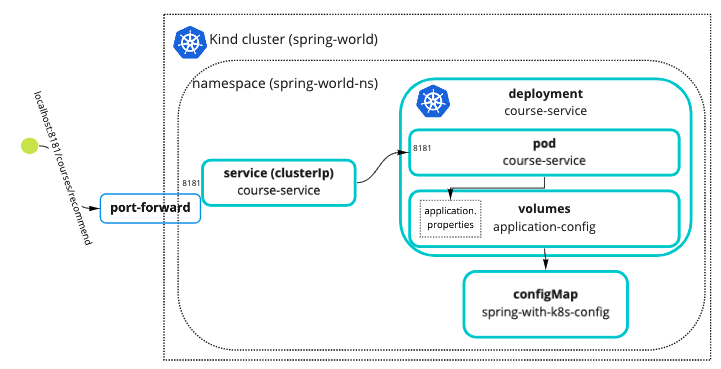 Kind cluster (spring-world)
namespace (spring-world-ns)
localhost:8181/courses/recommend
port-forward
8181
service (clusterIp)
course-service
deployment
course-service
8181
pod
course-service
application.
properties
volumes
application-config
configMap
spring-with-k8s-config